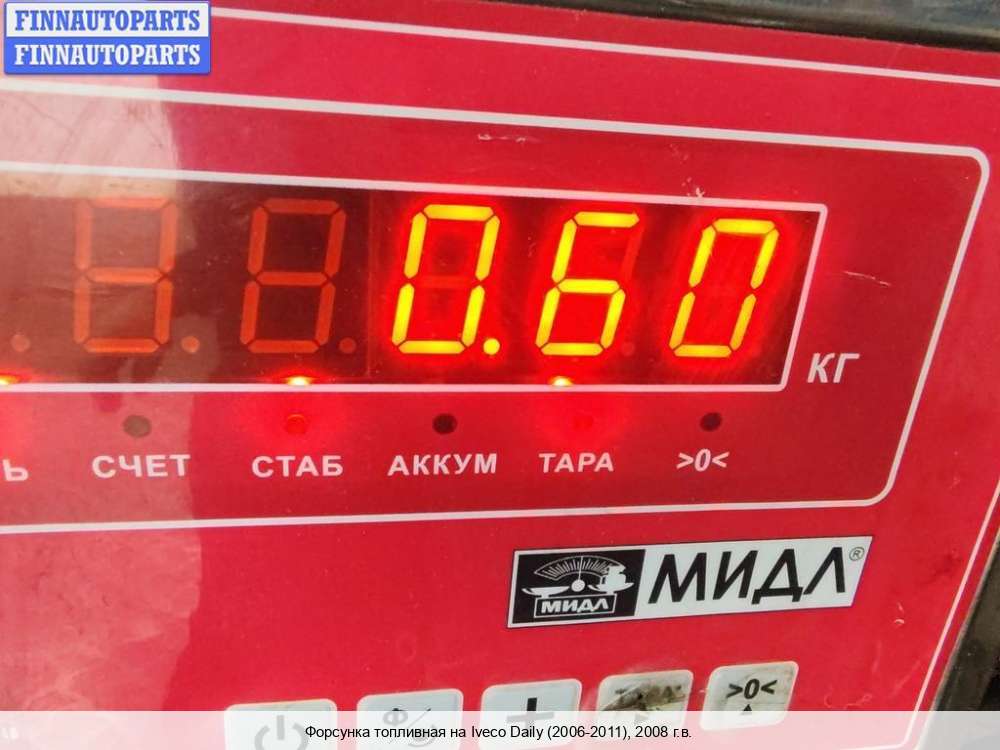 FINNAUTOPARTS
FINNAUTOPARTS
0.60
КГ
Ь СЧЕТ СТАБ АККУМ ТАРА >0<
МИДЛ МИДЛ®
>0<
Форсунка топливная на Iveco Daily (2006-2011), 2008 г.в.